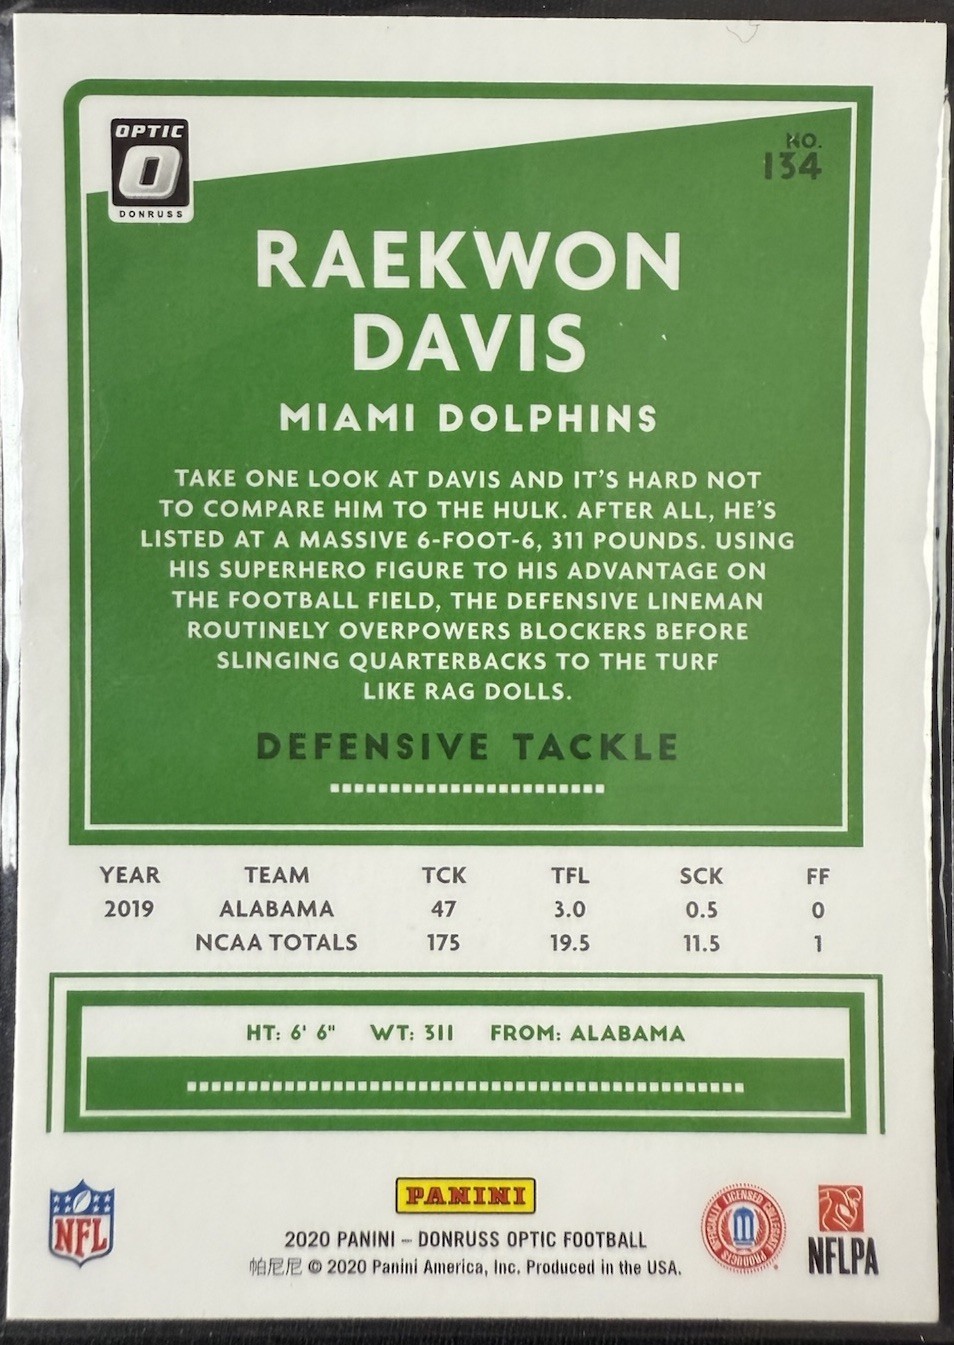 OPTIC
O
DONRUSS
NO.
134
RAEKWON
DAVIS
MIAMI DOLPHINS
TAKE ONE LOOK AT DAVIS AND IT'S HARD NOT
TO COMPARE HIM TO THE HULK. AFTER ALL, HE'S
LISTED AT A MASSIVE 6-FOOT-6, 311 POUNDS. USING
HIS SUPERHERO FIGURE TO HIS ADVANTAGE ON
THE FOOTBALL FIELD, THE DEFENSIVE LINEMAN
ROUTINELY OVERPOWERS BLOCKERS BEFORE
SLINGING QUARTERBACKS TO THE TURF
LIKE RAG DOLLS.
DEFENSIVE TACKLE
YEAR TEAM TCK TFL SCK FF
2019 ALABAMA 47 3.0 0.5 0
NCAA TOTALS 175 19.5 11.5 1
HT: 6' 6" WT: 311 FROM: ALABAMA
NFL
PANINI
2020 PANINI – DONRUSS OPTIC FOOTBALL
帕尼尼 © 2020 Panini America, Inc. Produced in the USA.
OFFICIALLY LICENSED COLLEGIATE PRODUCTS
NFLPA